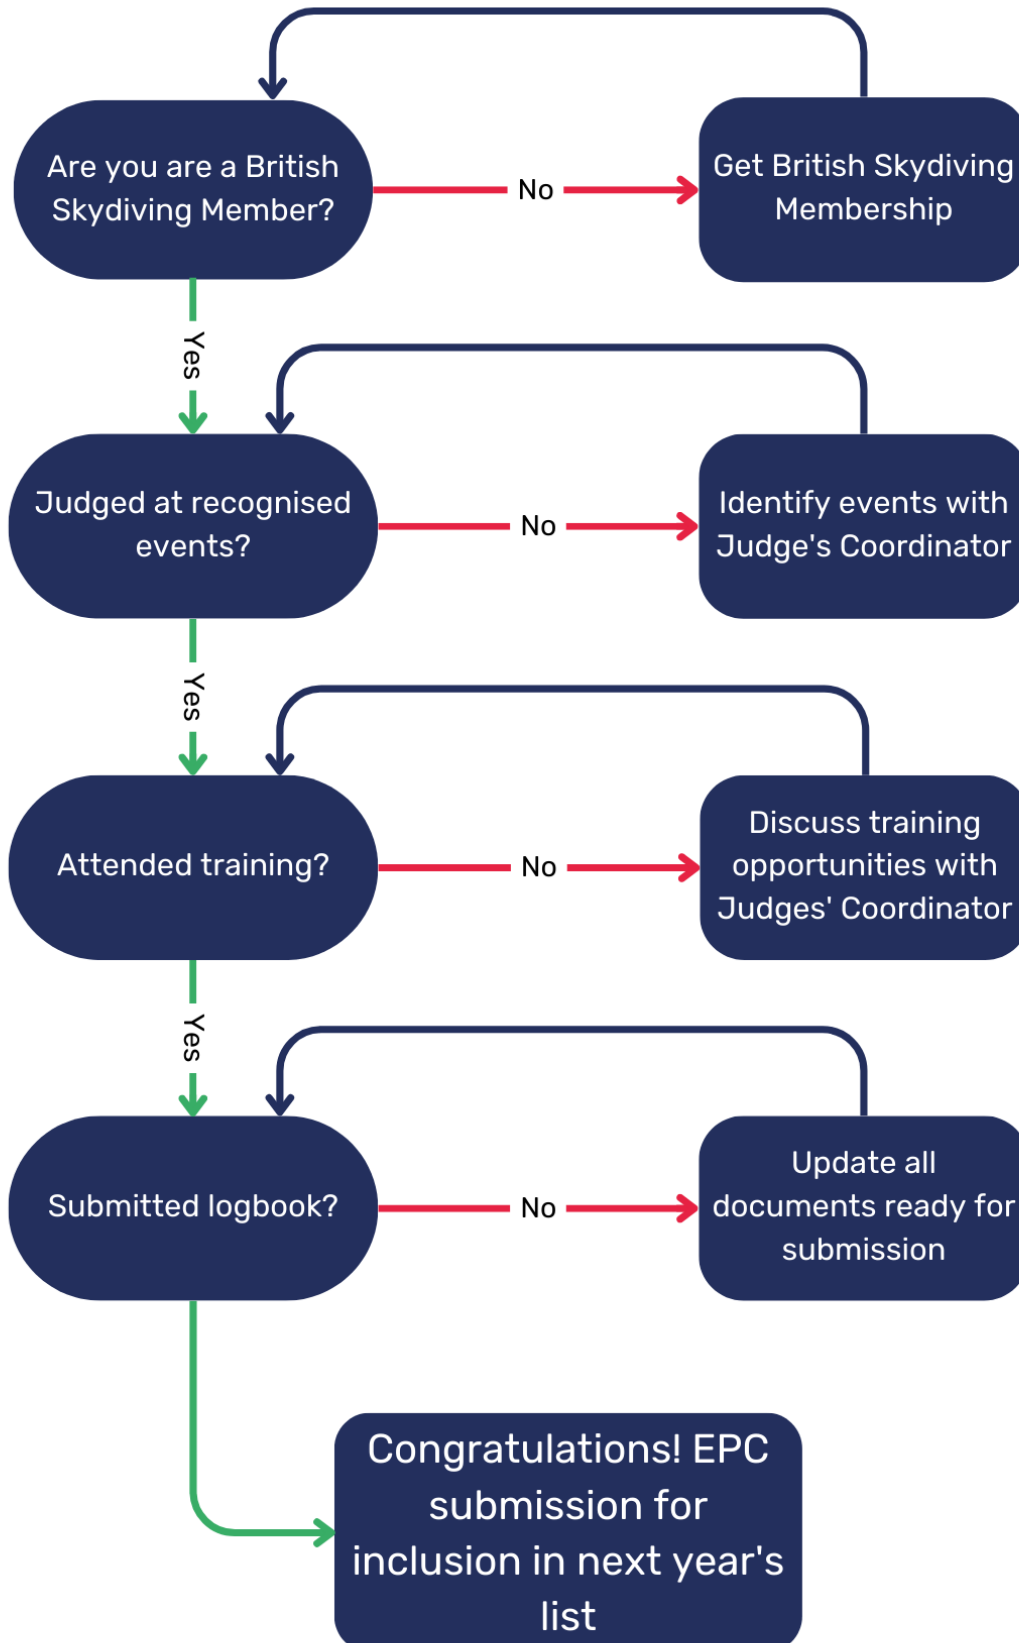 Are you are a British
Skydiving Member?
No
Get British Skydiving
Membership
Yes
Judged at recognised
events?
No
Identify events with
Judge's Coordinator
Yes
Attended training?
No
Discuss training
opportunities with
Judges' Coordinator
Yes
Submitted logbook?
No
Update all
documents ready for
submission
Congratulations! EPC
submission for
inclusion in next year's
list